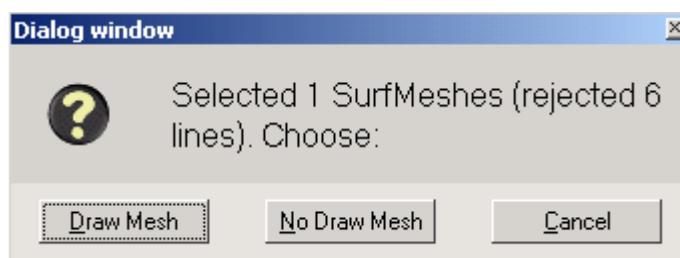 Dialog window
Selected 1 SurfMeshes (rejected 6
lines). Choose:
Draw Mesh
No Draw Mesh
Cancel